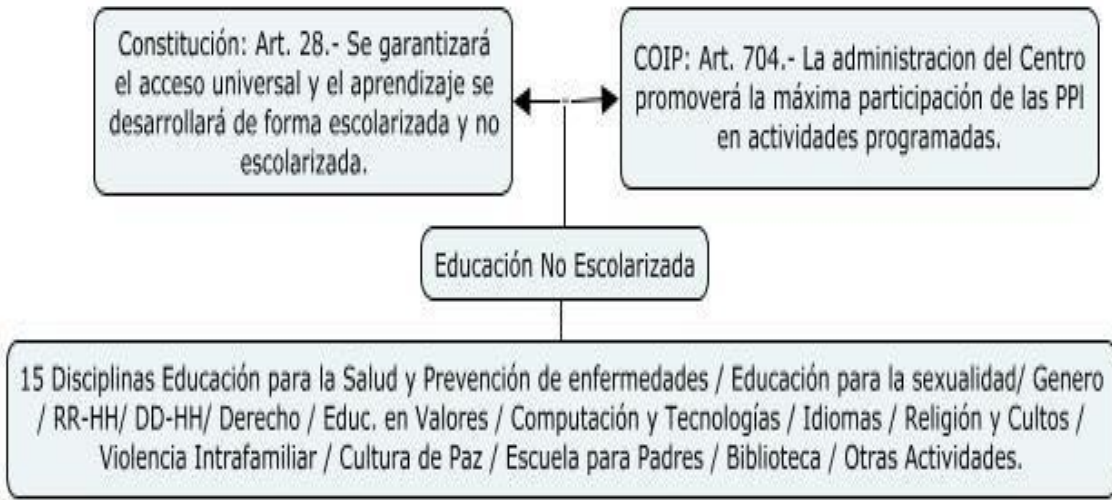 Constitución: Art. 28.- Se garantizará
el acceso universal y el aprendizaje se
desarrollará de forma escolarizada y no
escolarizada.
COIP: Art. 704.- La administracion del Centro
promoverá la máxima participación de las PPl
en actividades programadas.
Educación No Escolarizada
15 Disciplinas Educación para la Salud y Prevención de enfermedades / Educación para la sexualidad/ Genero
/ RR-HH/ DD-HH/ Derecho / Educ. en Valores / Computación y Tecnologías / Idiomas / Religión y Cultos /
Violencia Intrafamiliar / Cultura de Paz / Escuela para Padres / Biblioteca / Otras Actividades.